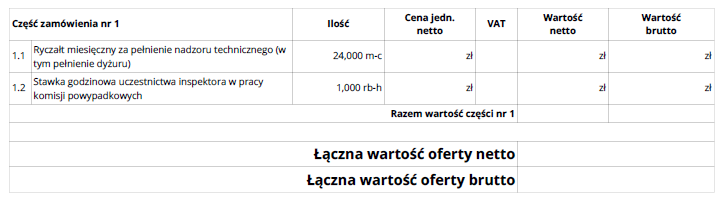 Część zamówienia nr 1 Ilość Cena jedn. netto VAT Wartość netto Wartość brutto
1.1 Ryczałt miesięczny za pełnienie nadzoru technicznego (w tym pełnienie dyżuru) 24,000 m-c zł zł zł
1.2 Stawka godzinowa uczestnictwa inspektora w pracy komisji powypadkowych 1,000 rb-h zł zł zł
Razem wartość części nr 1
Łączna wartość oferty netto
Łączna wartość oferty brutto